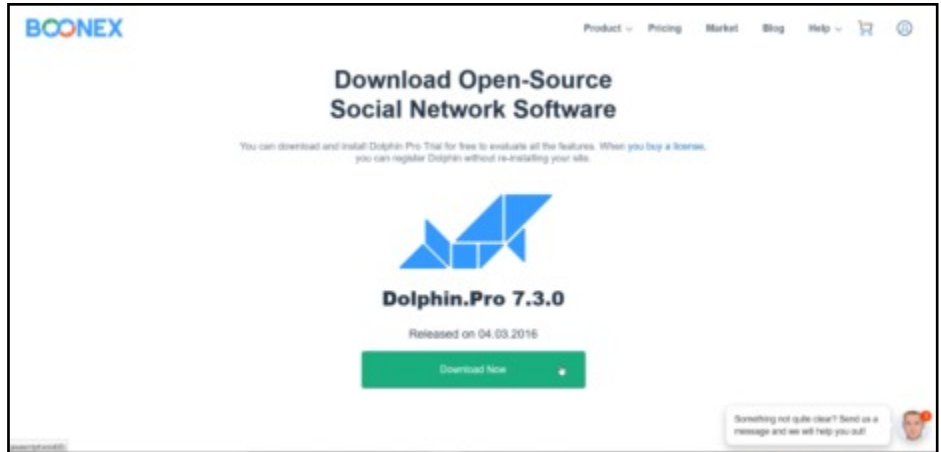 BOONEX
Product Pricing Market Blog Help
Download Open-Source
Social Network Software
You can download and install Dolphin Pro Trial for free to evaluate all the features. When you buy a license,
you can register Dolphin without re-installing your site.
Dolphin.Pro 7.3.0
Released on 04.03.2016
Download Now
Something not quite clear? Send us a
message and we will help you out!